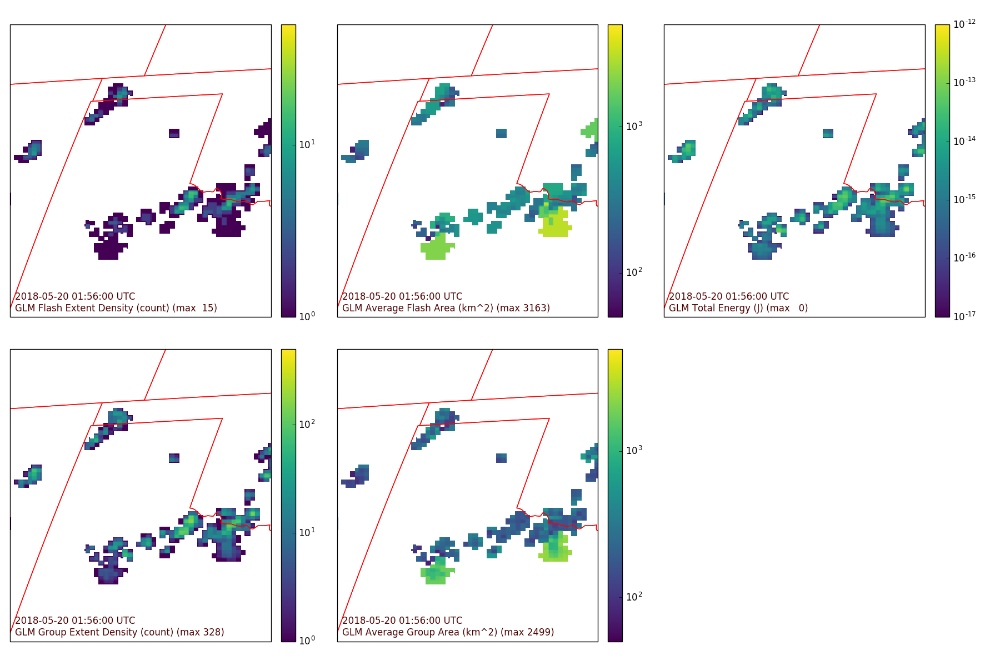 2018-05-20 01:56:00 UTC
GLM Flash Extent Density (count) (max  15)
10^1
10^0
2018-05-20 01:56:00 UTC
GLM Average Flash Area (km^2) (max 3163)
10^3
10^2
2018-05-20 01:56:00 UTC
GLM Total Energy (J) (max   0)
10^-12
10^-13
10^-14
10^-15
10^-16
10^-17
2018-05-20 01:56:00 UTC
GLM Group Extent Density (count) (max 328)
10^2
10^1
10^0
2018-05-20 01:56:00 UTC
GLM Average Group Area (km^2) (max 2499)
10^3
10^2